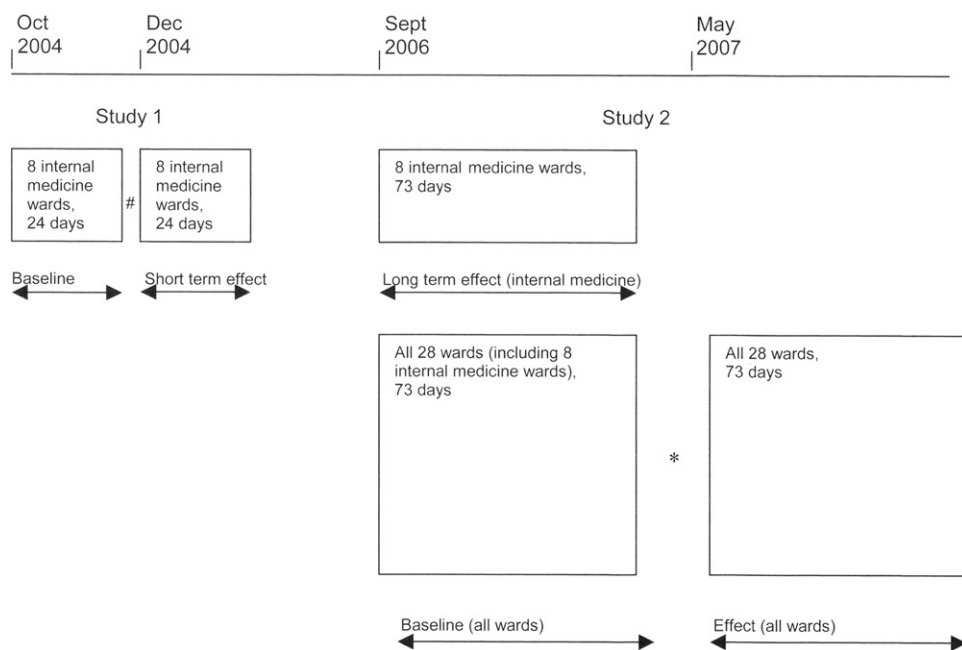 Oct
2004
Dec
2004
Sept
2006
May
2007
Study 1
Study 2
8 internal
medicine
wards,
24 days
#
8 internal
medicine
wards,
24 days
8 internal medicine wards,
73 days
Baseline
Short term effect
Long term effect (internal medicine)
All 28 wards (including 8
internal medicine wards),
73 days
All 28 wards,
73 days
*
Baseline (all wards)
Effect (all wards)